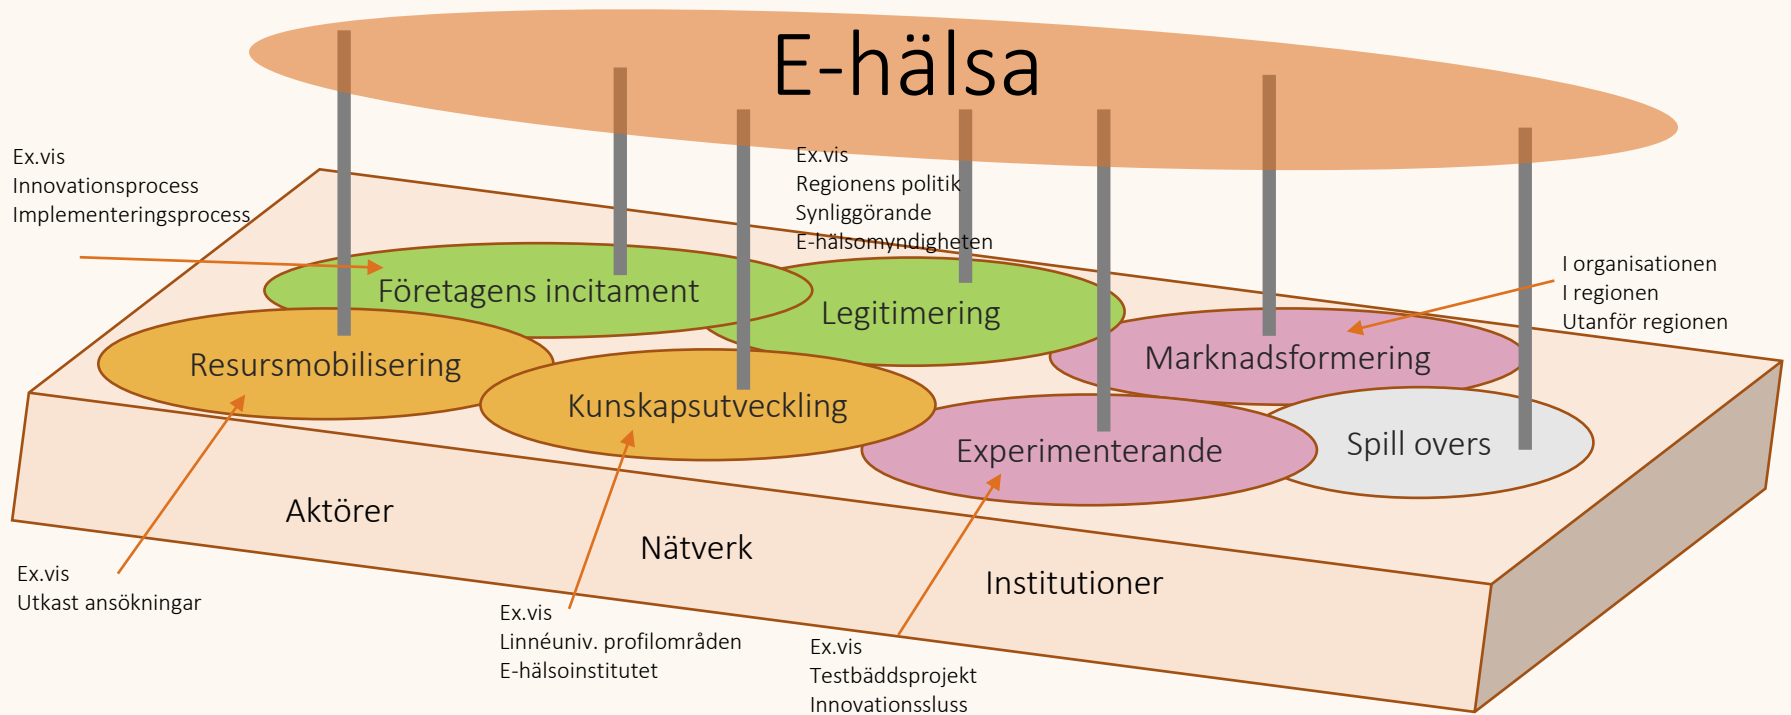 E-hälsa
Ex.vis
Innovationsprocess
Implementeringsprocess
Ex.vis
Regionens politik
Synliggörande
E-hälsomyndigheten
I organisationen
I regionen
Utanför regionen
Företagens incitament
Legitimering
Marknadsformering
Resursmobilisering
Kunskapsutveckling
Experimenterande
Spill overs
Aktörer
Nätverk
Institutioner
Ex.vis
Utkast ansökningar
Ex.vis
Linnéuniv. profilområden
E-hälsoinstitutet
Ex.vis
Testbäddsprojekt
Innovationssluss